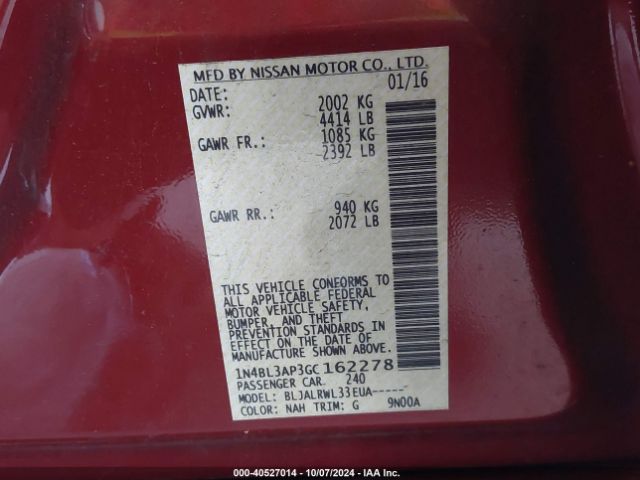 MFD BY NISSAN MOTOR CO., LTD.
DATE: 01/16
GVWR: 2002 KG
4414 LB
GAWR FR.: 1085 KG
2392 LB
GAWR RR.: 940 KG
2072 LB
THIS VEHICLE CONFORMS TO
ALL APPLICABLE FEDERAL
MOTOR VEHICLE SAFETY,
BUMPER, AND THEFT
PREVENTION STANDARDS IN
EFFECT ON THE DATE OF
MANUFACTURE SHOWN ABOVE.
1N4BL3AP3GC162278
PASSENGER CAR 240
MODEL: BLJALRWL33EUA-----
COLOR: NAH TRIM: G 9N00A
000-40527014 - 10/07/2024 - IAA Inc.